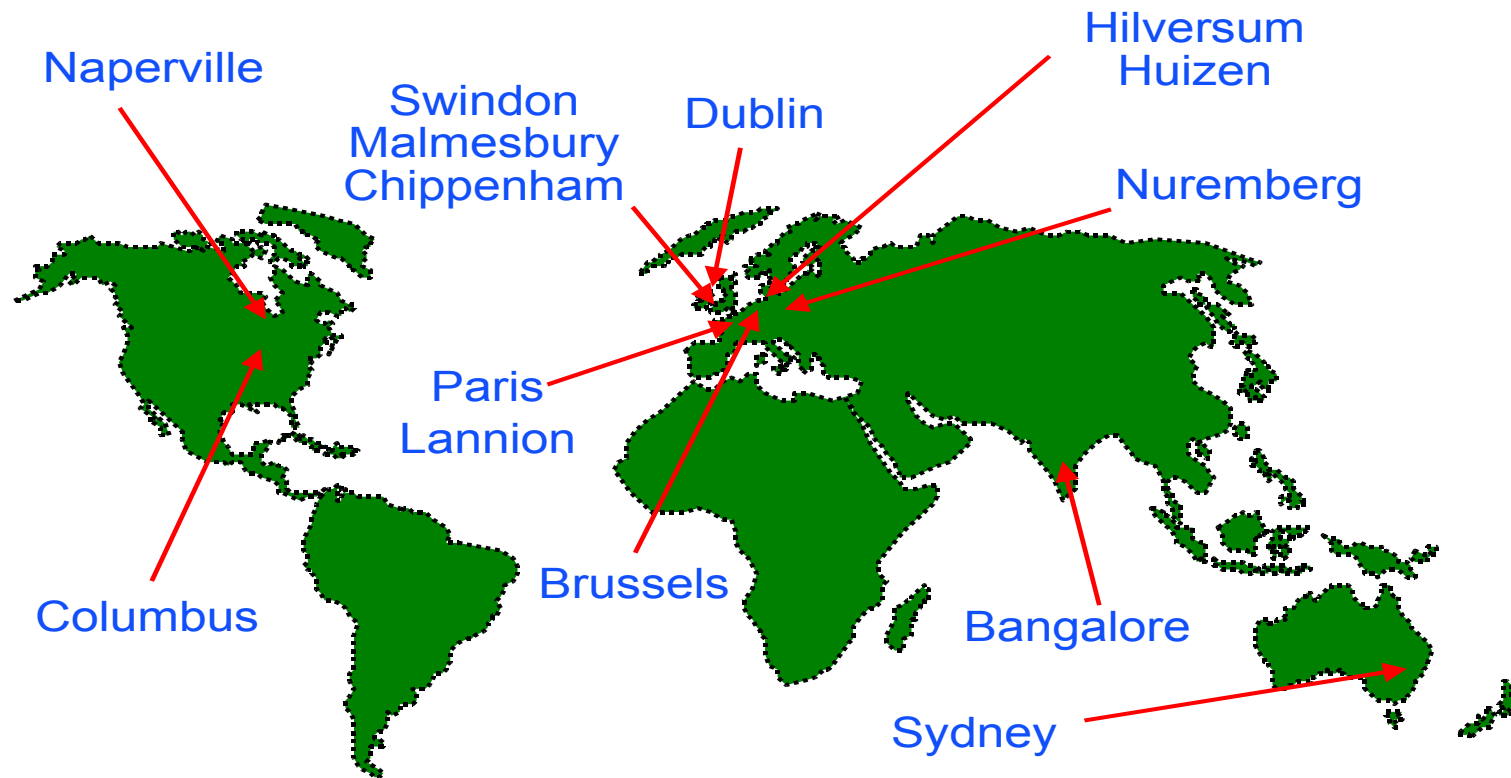 Hilversum
Huizen
Naperville
Swindon
Malmesbury
Chippenham
Dublin
Nuremberg
Paris
Lannion
Brussels
Columbus
Bangalore
Sydney